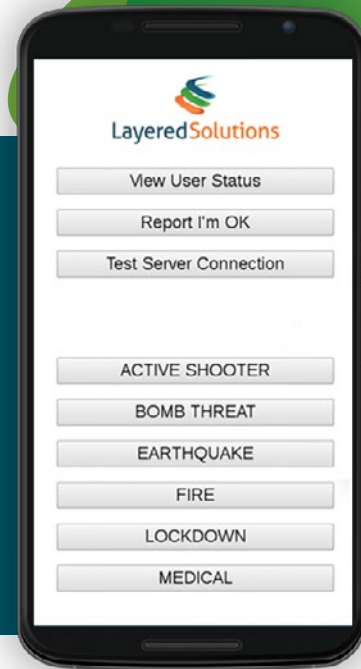 LayeredSolutions
View User Status
Report I'm OK
Test Server Connection
ACTIVE SHOOTER
BOMB THREAT
EARTHQUAKE
FIRE
LOCKDOWN
MEDICAL